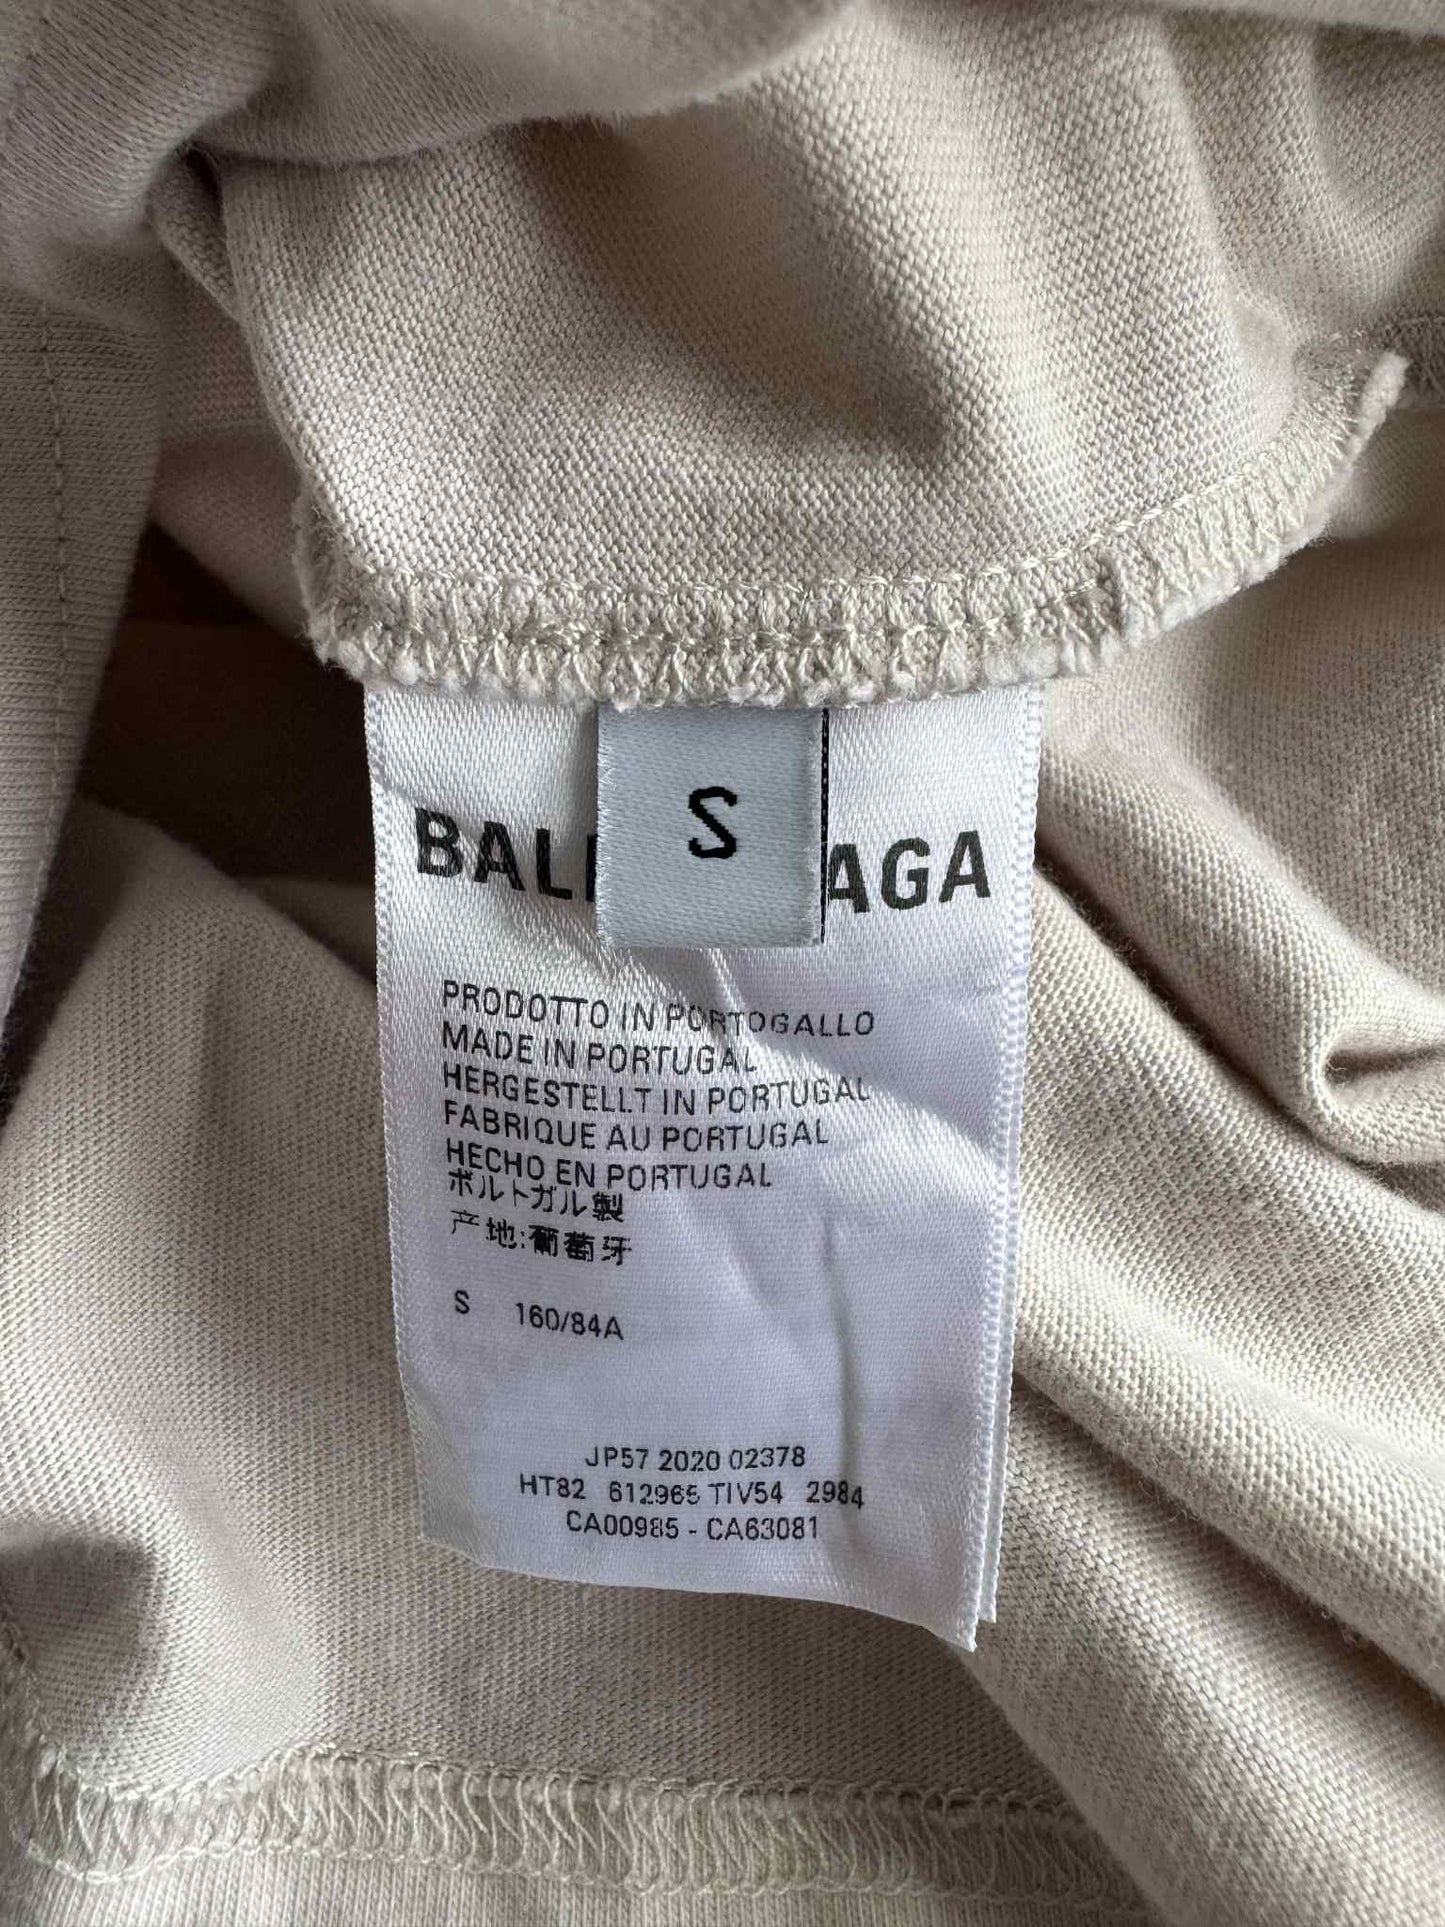 BAL AGA
S
PRODOTTO IN PORTOGALLO
MADE IN PORTUGAL
HERGESTELLT IN PORTUGAL
FABRIQUE AU PORTUGAL
HECHO EN PORTUGAL
ポルトガル製
产地:葡萄牙
S 160/84A
JP57 2020 02378
HT82 612965 TIV54 2984
CA00985 - CA63081